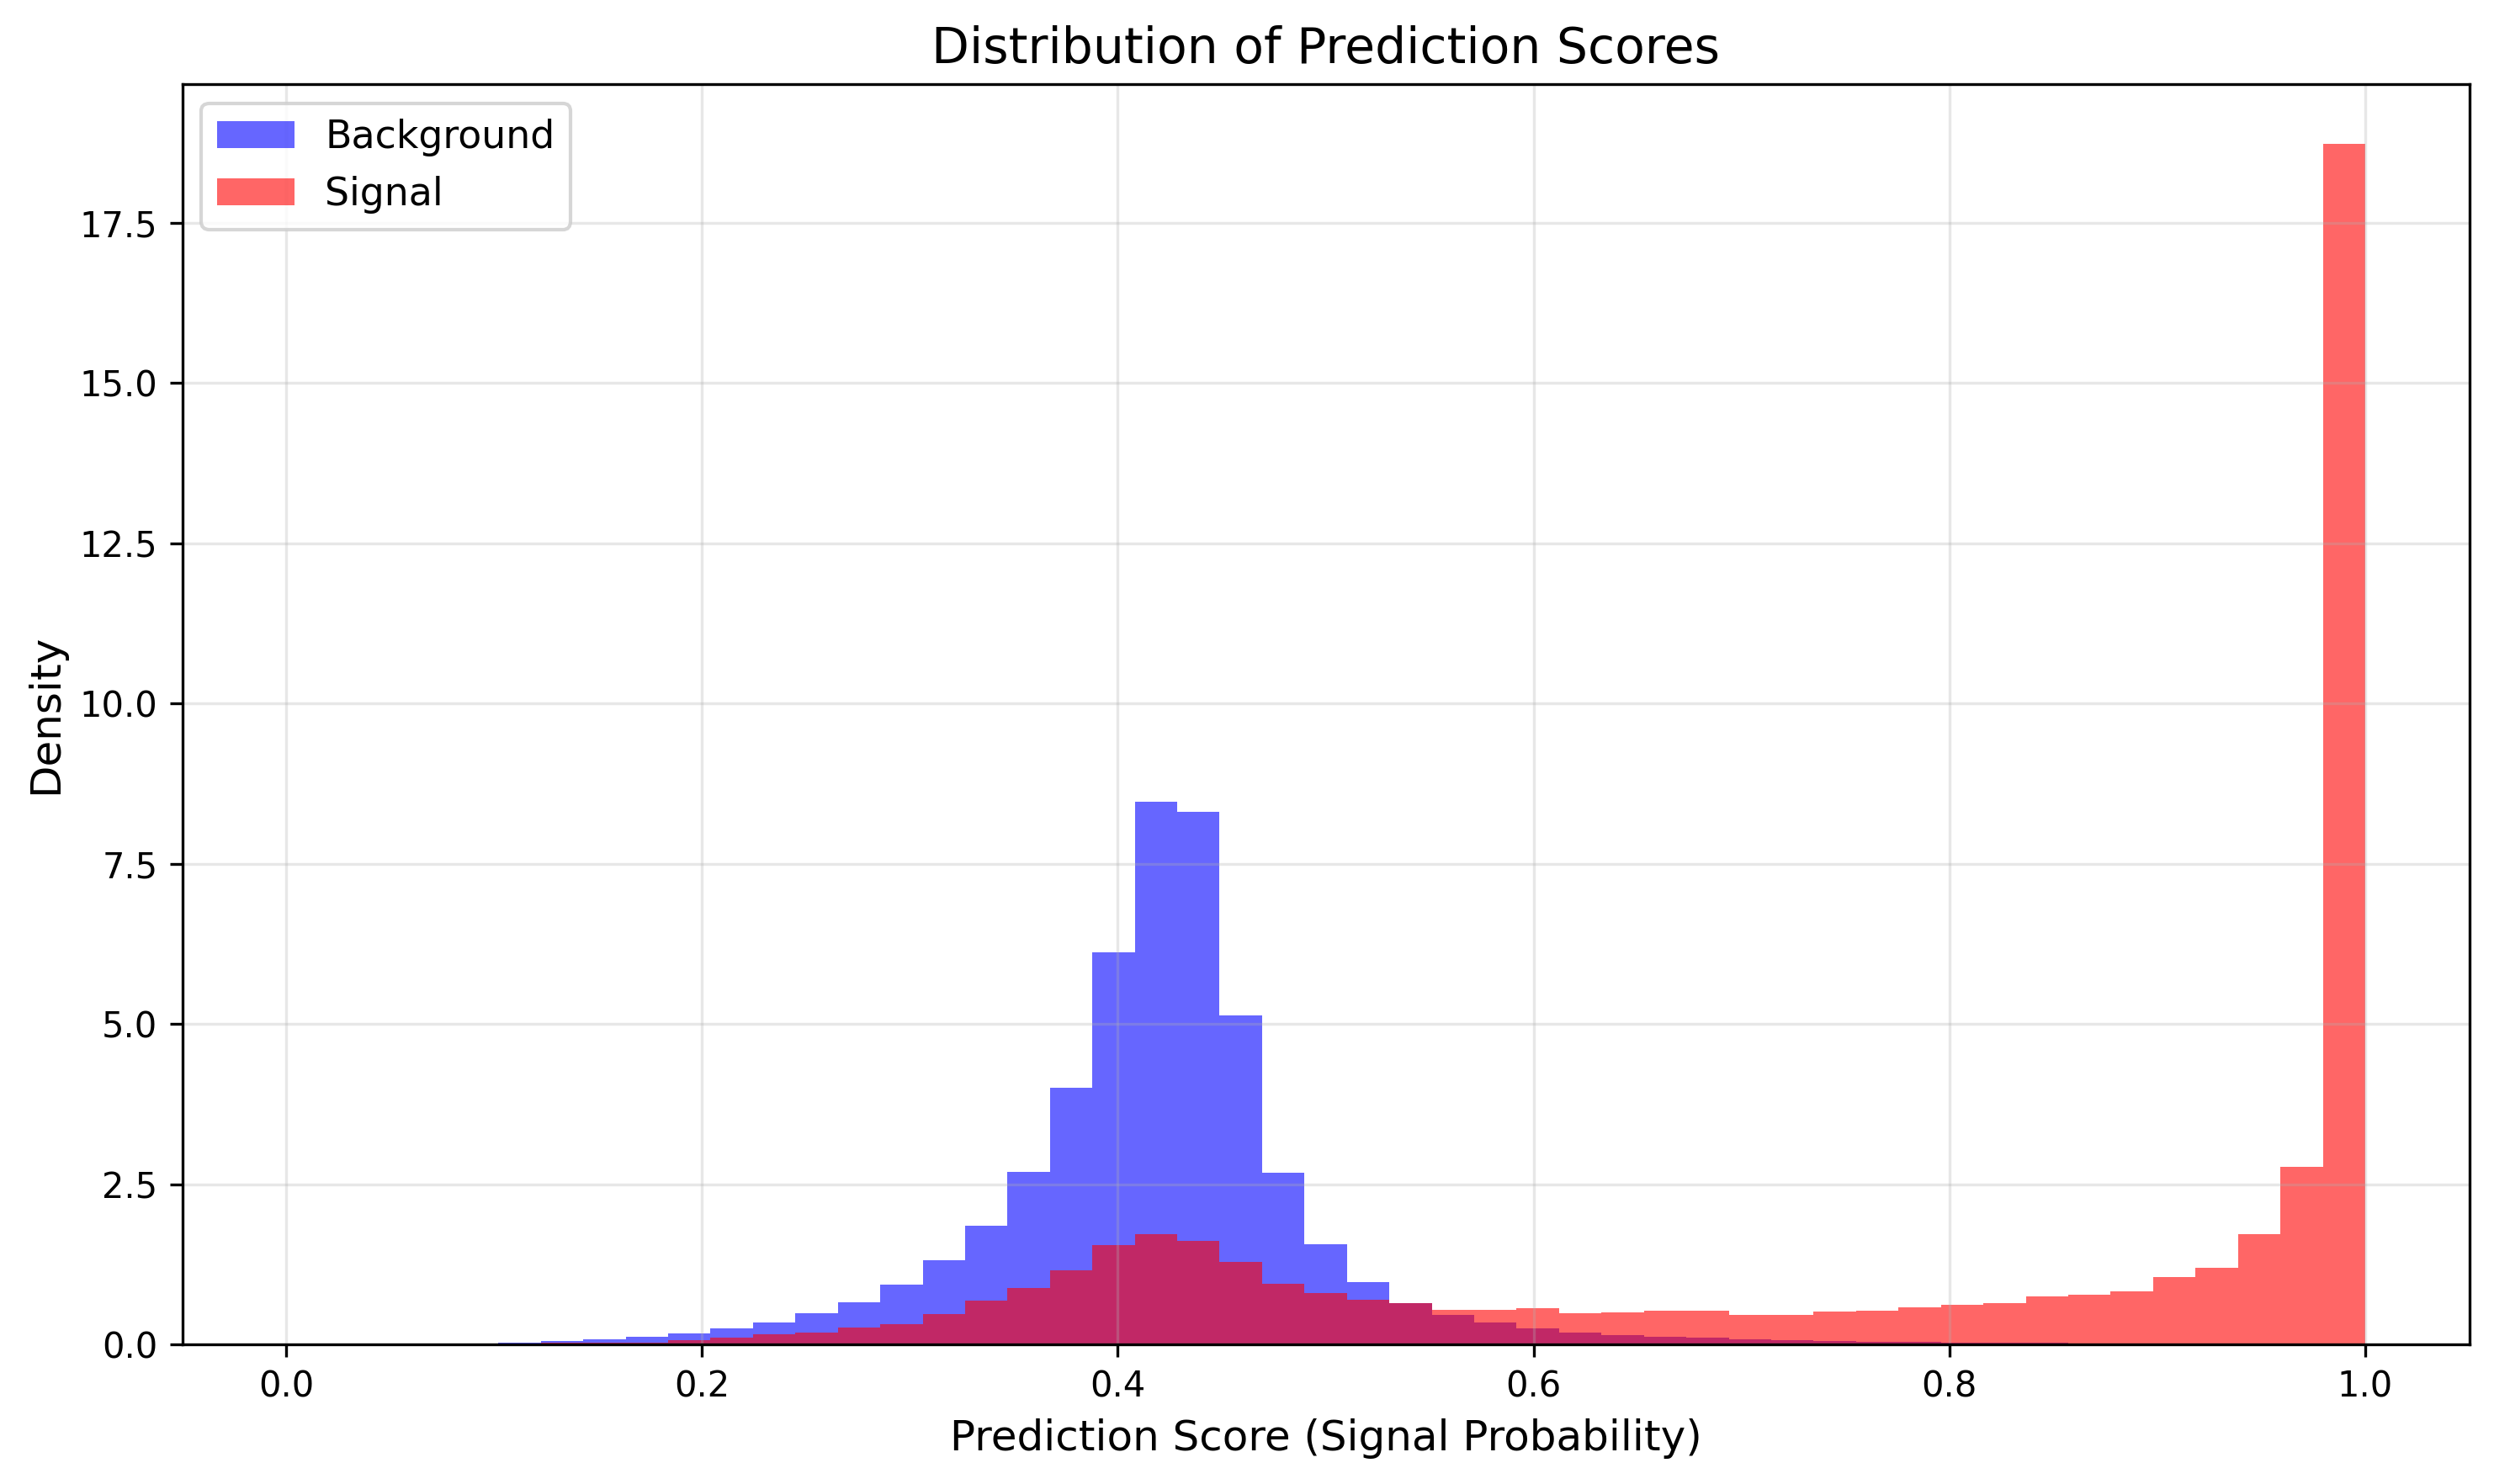 Distribution of Prediction Scores
Background
Signal
17.5
15.0
12.5
10.0
7.5
5.0
2.5
0.0
Density
0.0 0.2 0.4 0.6 0.8 1.0
Prediction Score (Signal Probability)